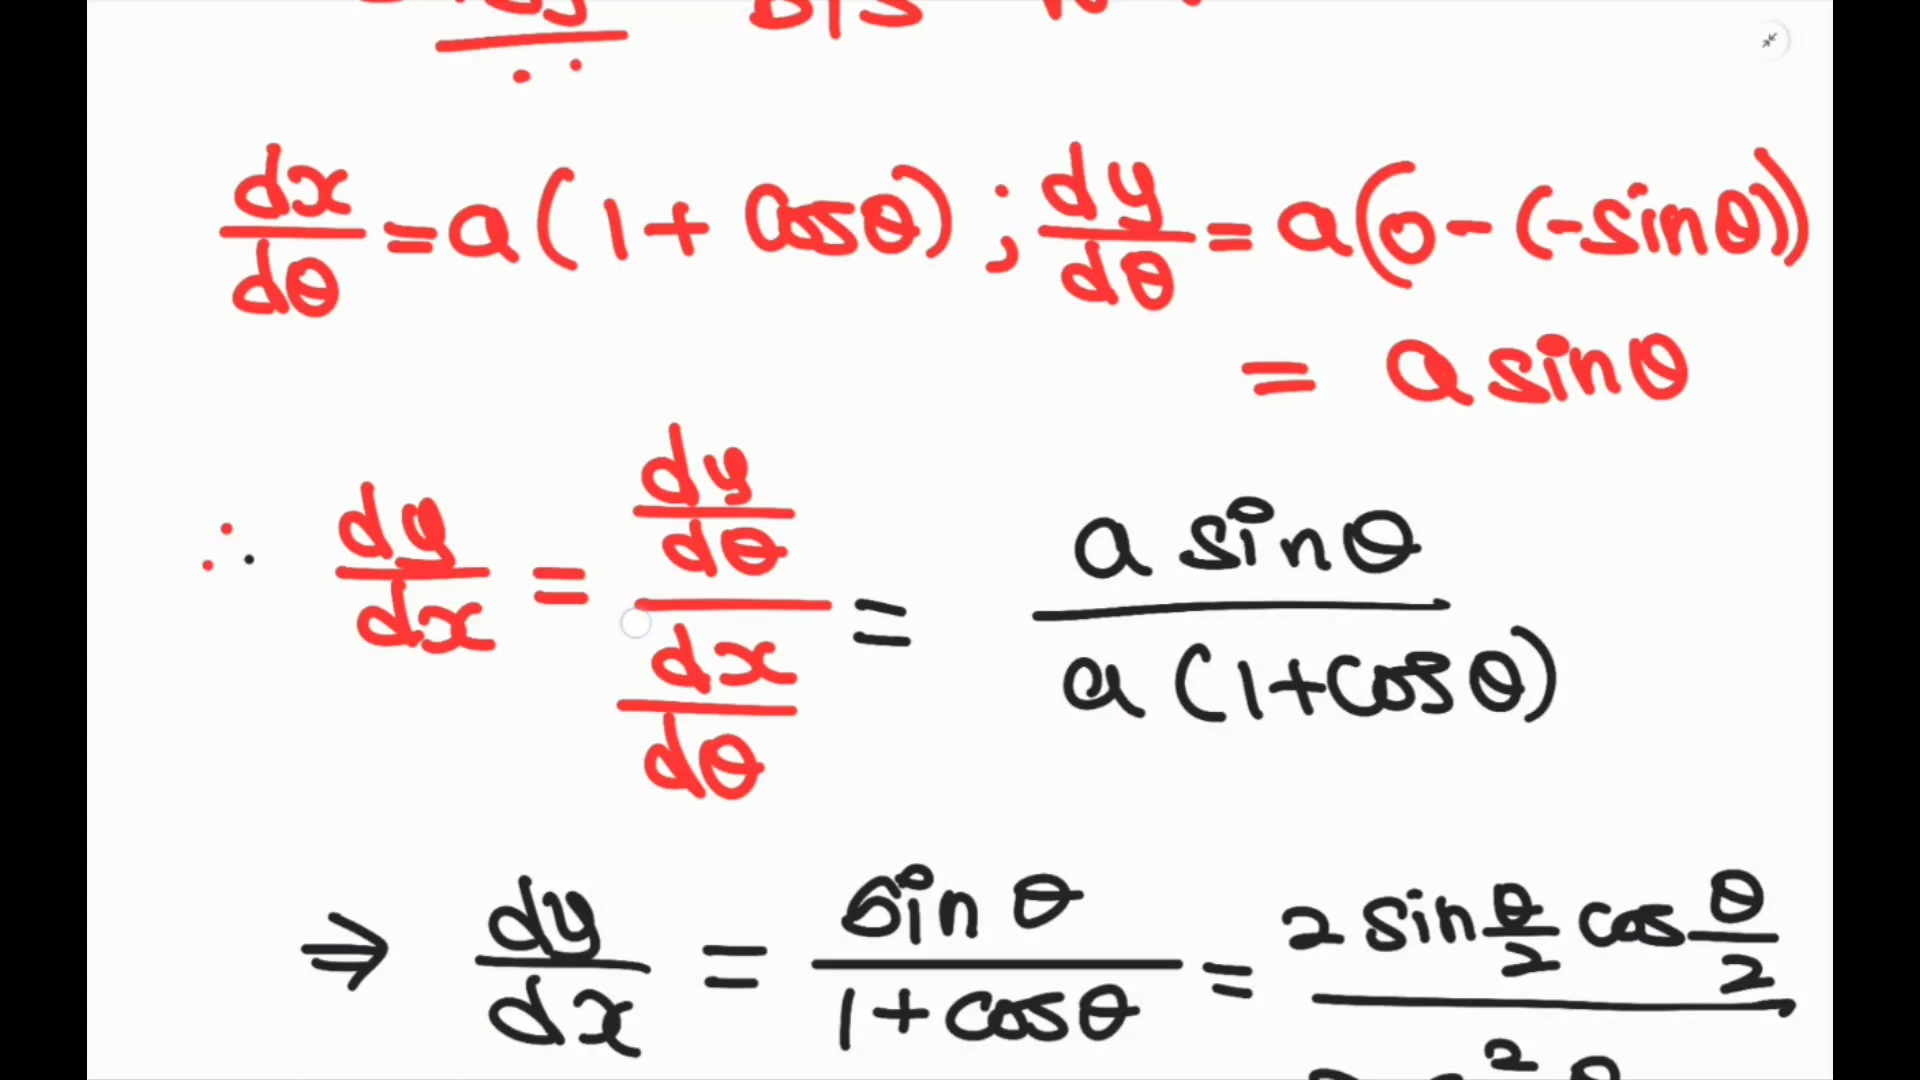 dx/dθ = a(1 + cosθ) ; dy/dθ = a(0 - (-sinθ))
= a sinθ
∴ dy/dx = (dy/dθ)/(dx/dθ) = a sinθ / a(1+cosθ)
⇒ dy/dx = sin θ / 1 + cosθ = 2 sin θ/2 cos θ/2